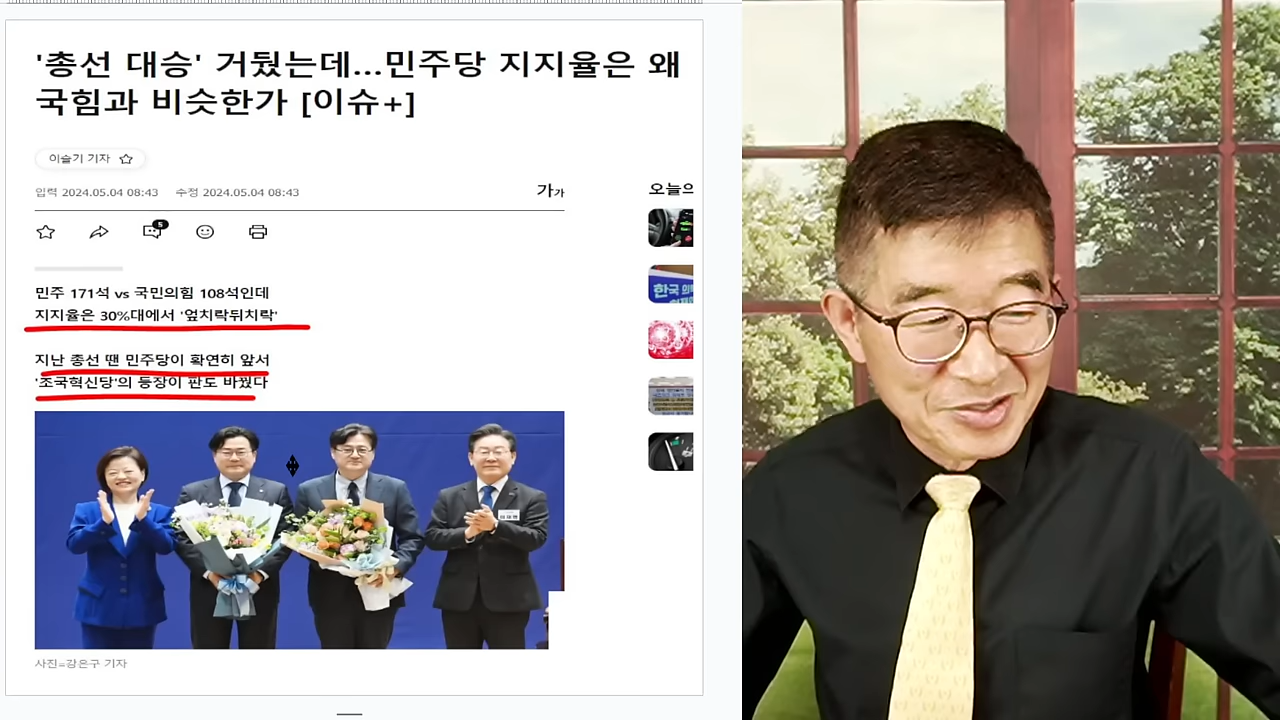 '총선 대승' 거뒀는데...민주당 지지율은 왜
국힘과 비슷한가 [이슈+]
이슬기 기자
입력 2024.05.04 08:43 수정 2024.05.04 08:43
가가
오늘의
5
민주 171석 vs 국민의힘 108석인데
지지율은 30%대에서 '엎치락뒤치락'
지난 총선 땐 민주당이 확연히 앞서
'조국혁신당'의 등장이 판도 바꿨다
한국 의
사진=강은구 기자